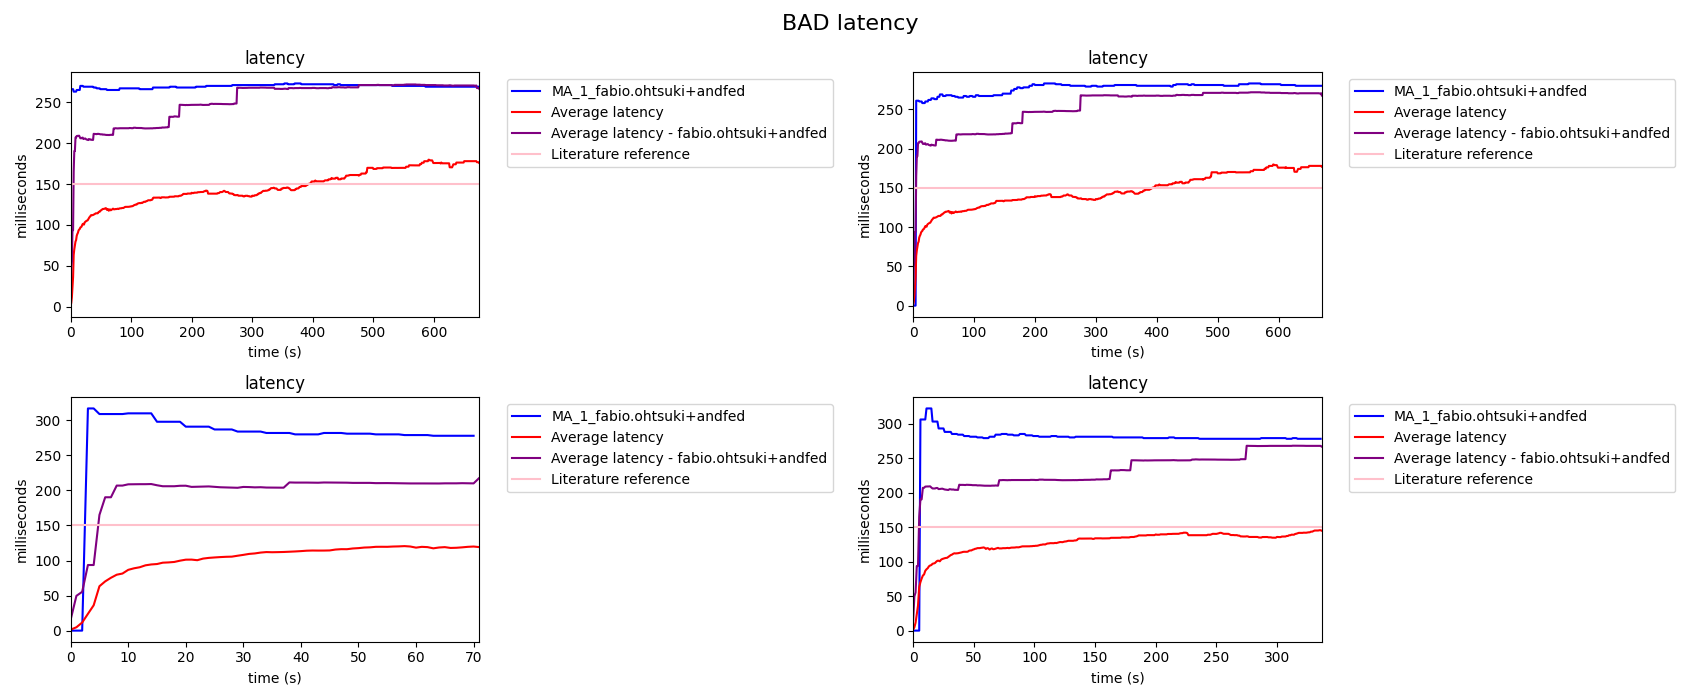 BAD latency
latency
milliseconds
250
200
150
100
50
0
0 100 200 300 400 500 600
time (s)
MA_1_fabio.ohtsuki+andfed
Average latency
Average latency - fabio.ohtsuki+andfed
Literature reference
latency
milliseconds
250
200
150
100
50
0
0 100 200 300 400 500 600
time (s)
MA_1_fabio.ohtsuki+andfed
Average latency
Average latency - fabio.ohtsuki+andfed
Literature reference
latency
milliseconds
300
250
200
150
100
50
0
0 10 20 30 40 50 60 70
time (s)
MA_1_fabio.ohtsuki+andfed
Average latency
Average latency - fabio.ohtsuki+andfed
Literature reference
latency
milliseconds
300
250
200
150
100
50
0
0 50 100 150 200 250 300
time (s)
MA_1_fabio.ohtsuki+andfed
Average latency
Average latency - fabio.ohtsuki+andfed
Literature reference